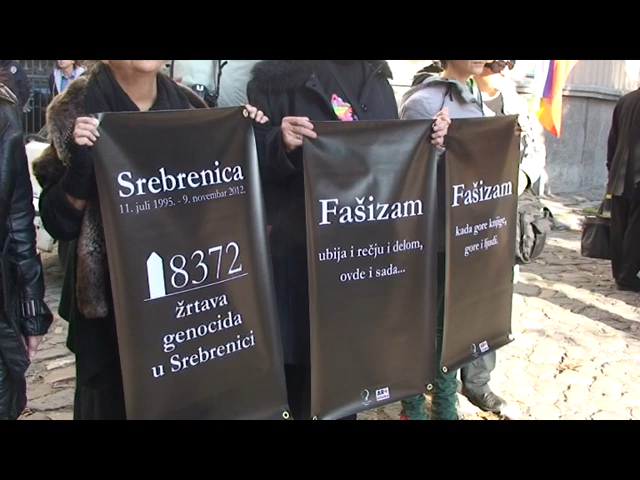 Srebrenica
11. juli 1995. - 9. novembar 2012.
8372
žrtava
genocida
u Srebrenici
Fašizam
ubija i rečju i delom,
ovde i sada...
Fašizam
kada gore knjige,
gore i ljudi.